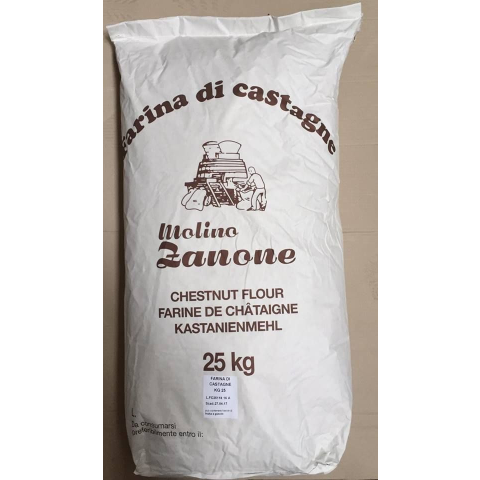 Farina di castagne
Molino
Zanone
CHESTNUT FLOUR
FARINE DE CHÂTAIGNE
KASTANIENMEHL
25 kg
FARINA DI
CASTAGNE
KG 25
L
Da consumarsi
preferibilmente entro il: